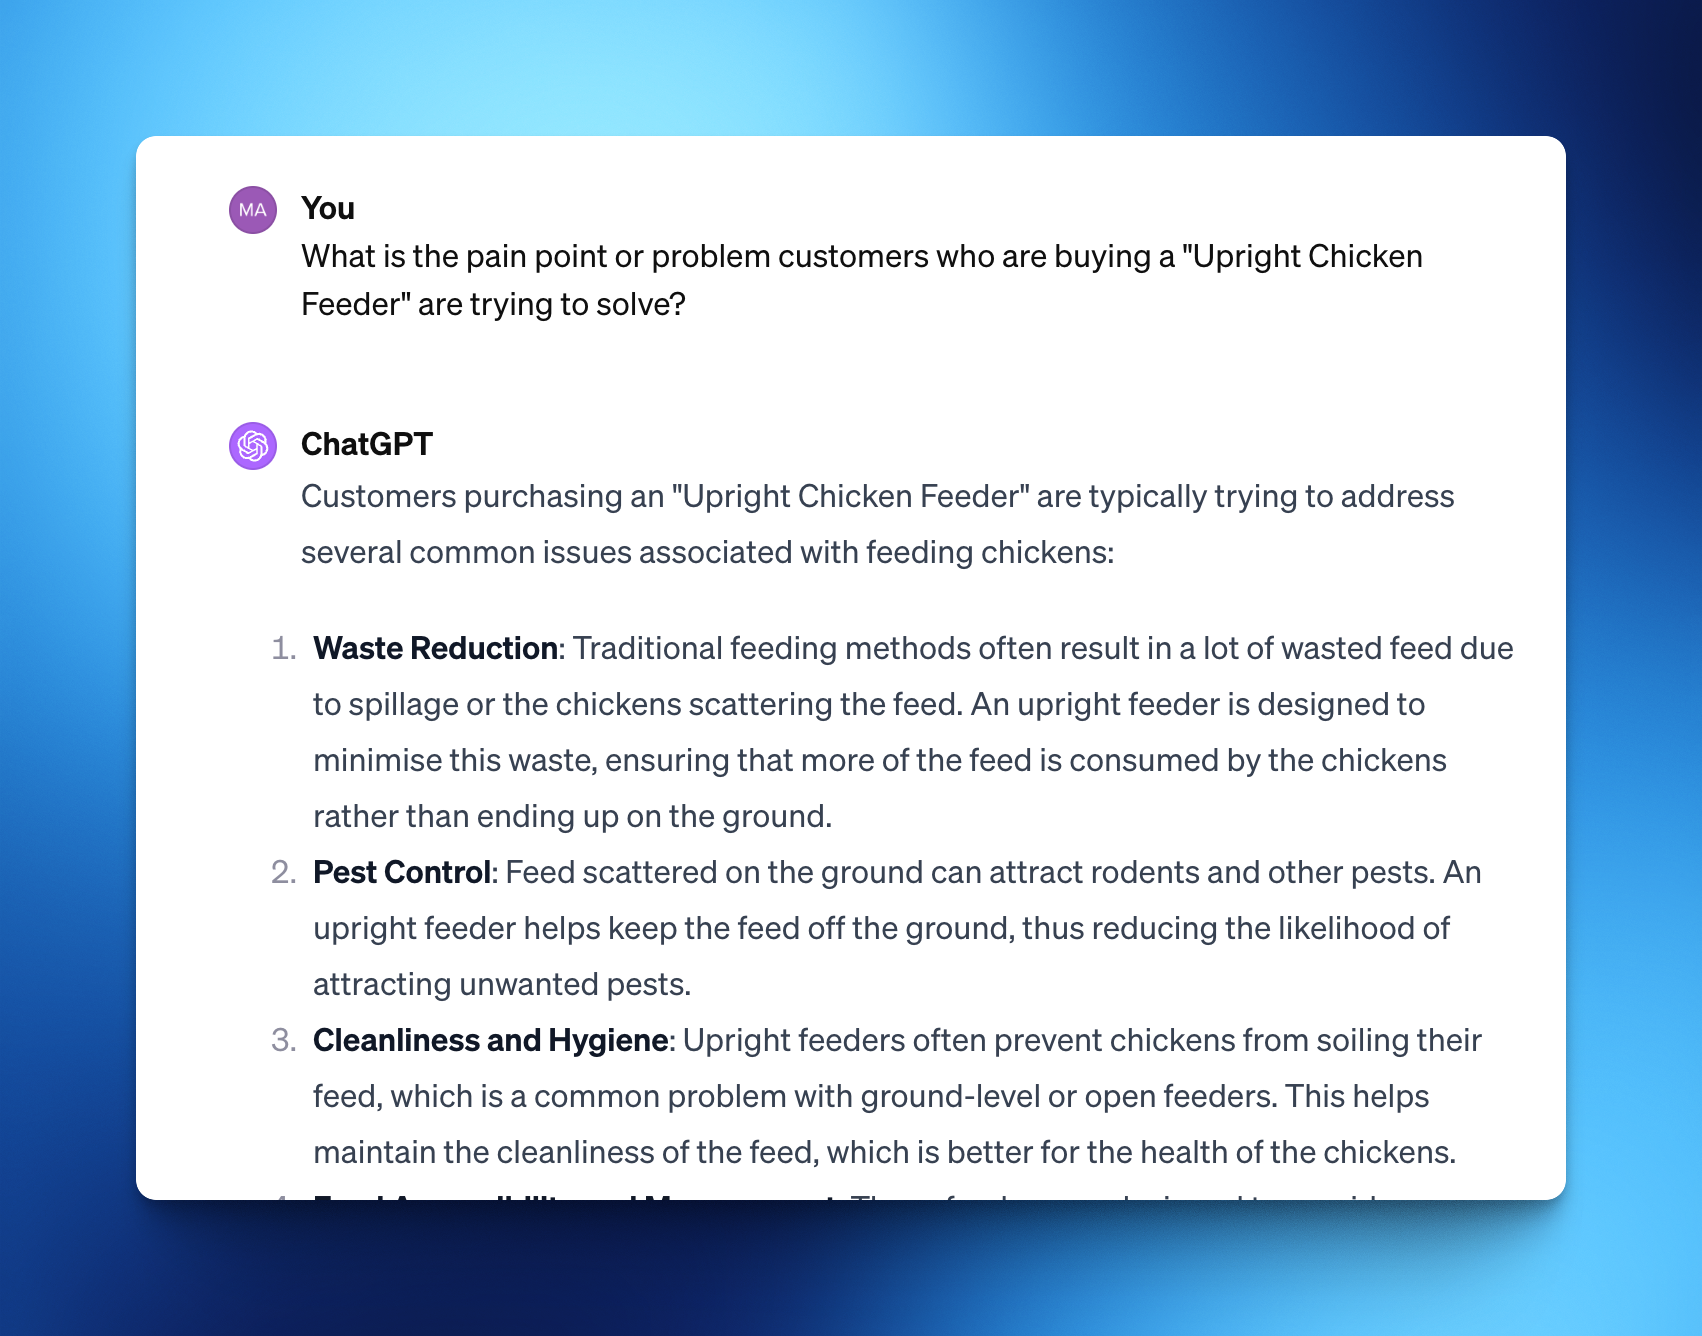 MA
You
What is the pain point or problem customers who are buying a "Upright Chicken
Feeder" are trying to solve?
ChatGPT
Customers purchasing an "Upright Chicken Feeder" are typically trying to address
several common issues associated with feeding chickens:
1. Waste Reduction: Traditional feeding methods often result in a lot of wasted feed due
to spillage or the chickens scattering the feed. An upright feeder is designed to
minimise this waste, ensuring that more of the feed is consumed by the chickens
rather than ending up on the ground.
2. Pest Control: Feed scattered on the ground can attract rodents and other pests. An
upright feeder helps keep the feed off the ground, thus reducing the likelihood of
attracting unwanted pests.
3. Cleanliness and Hygiene: Upright feeders often prevent chickens from soiling their
feed, which is a common problem with ground-level or open feeders. This helps
maintain the cleanliness of the feed, which is better for the health of the chickens.